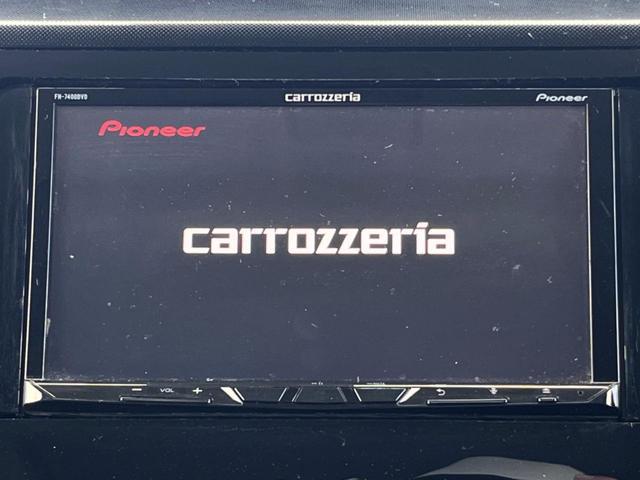 FH-7400DVD carrozzeria Pioneer
Pioneer
carrozzeria
− VOL +